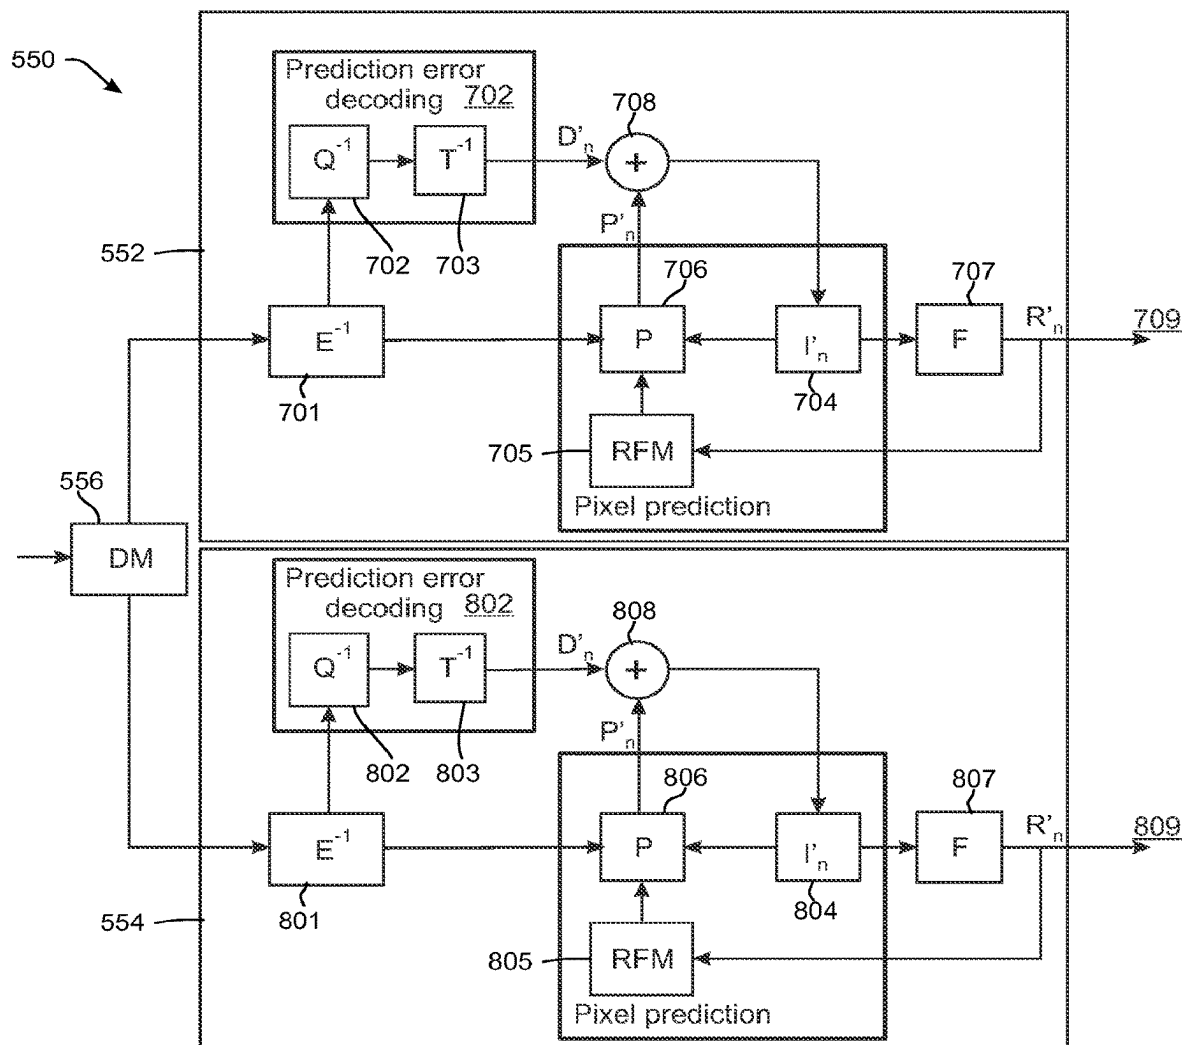 550
Prediction error
decoding 702
708
Q⁻¹
T⁻¹
D'n
+
P'n
552
702
703
706
707
E⁻¹
P
I'n
F
R'n
709
701
704
705
RFM
Pixel prediction
556
DM
Prediction error
decoding 802
808
Q⁻¹
T⁻¹
D'n
+
P'n
802
803
806
807
E⁻¹
P
I'n
F
R'n
809
554
801
804
805
RFM
Pixel prediction